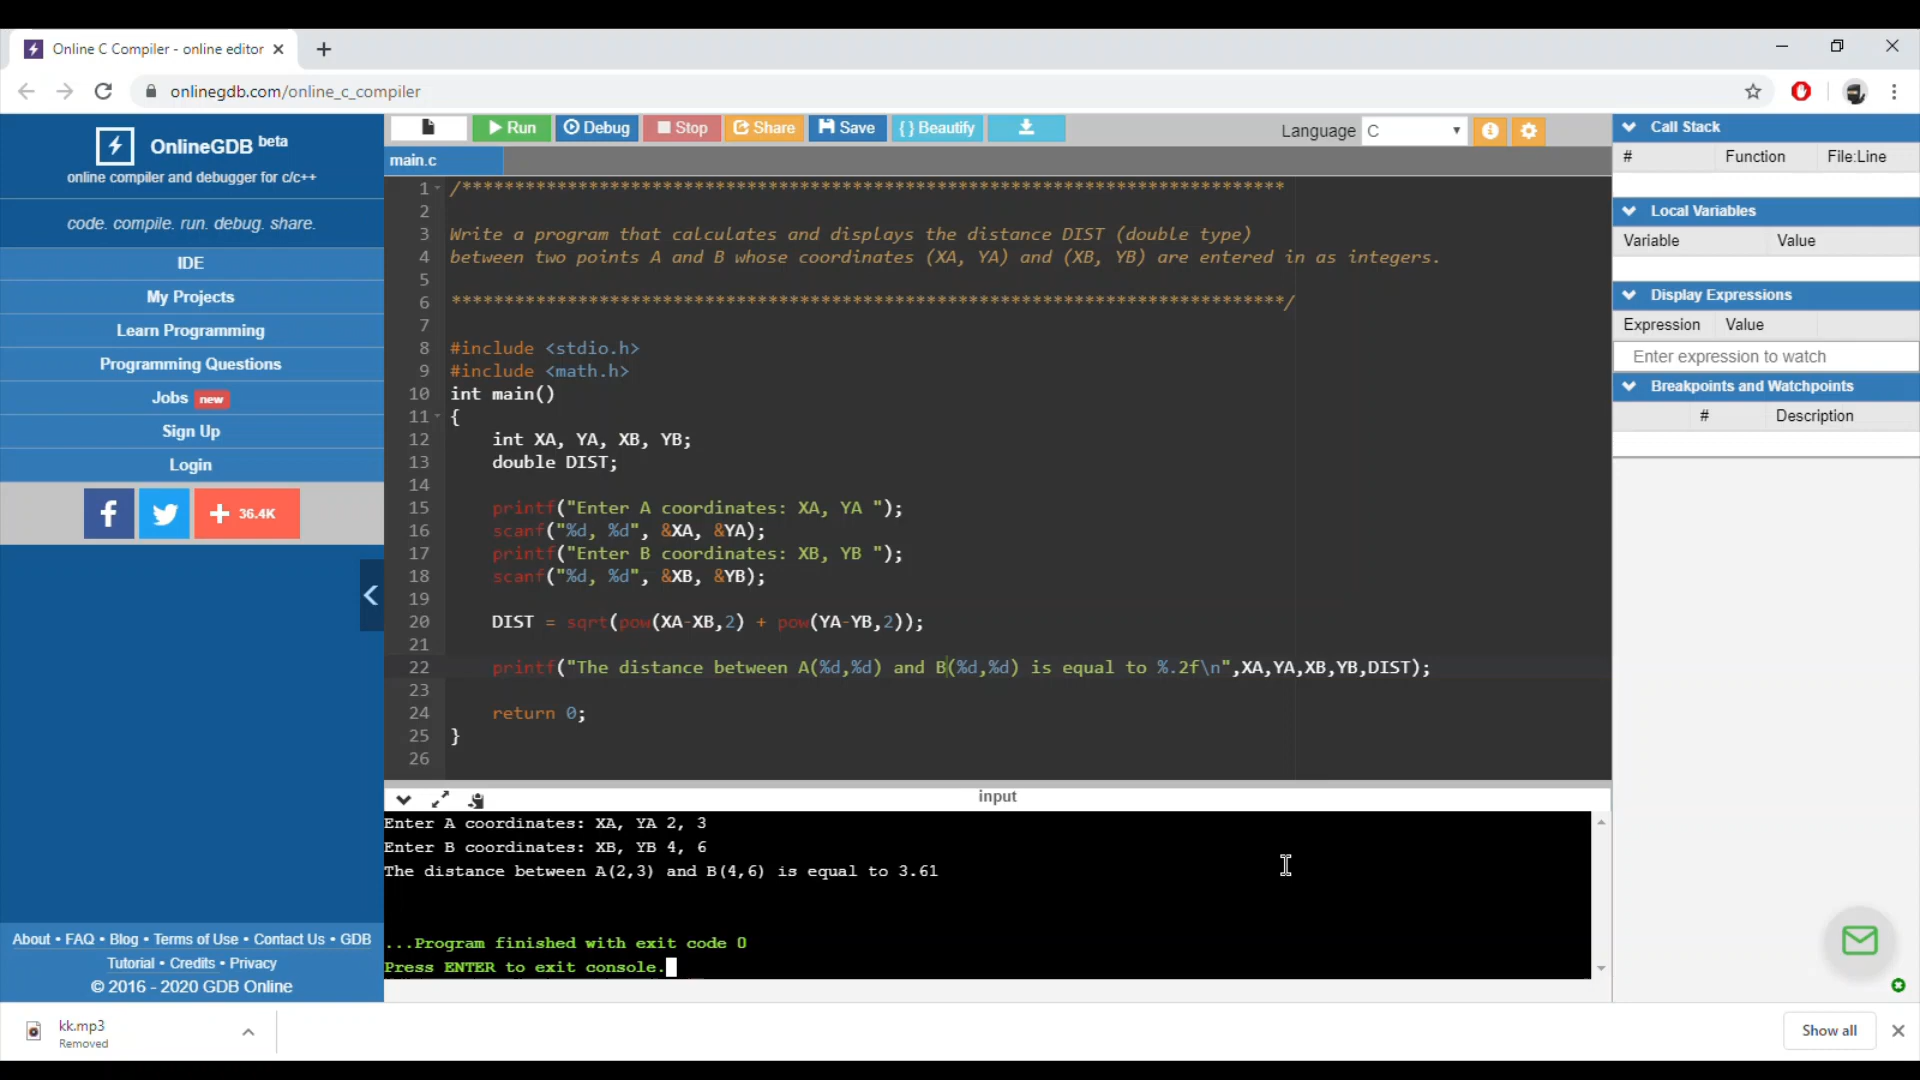 Online C Compiler - online editor
onlinegdb.com/online_c_compiler
OnlineGDB beta
online compiler and debugger for c/c++
code. compile. run. debug. share.
IDE
My Projects
Learn Programming
Programming Questions
Jobs new
Sign Up
Login
f
+ 36.4K
About • FAQ • Blog • Terms of Use • Contact Us • GDB
Tutorial • Credits • Privacy
© 2016 - 2020 GDB Online
Run Debug Stop Share Save { } Beautify
Language C
main.c
1 /******************************************************************************
2
3 Write a program that calculates and displays the distance DIST (double type)
4 between two points A and B whose coordinates (XA, YA) and (XB, YB) are entered in as integers.
5
6 *******************************************************************************/
7
8 #include <stdio.h>
9 #include <math.h>
10 int main()
11 {
12 int XA, YA, XB, YB;
13 double DIST;
14
15 printf("Enter A coordinates: XA, YA ");
16 scanf("%d, %d", &XA, &YA);
17 printf("Enter B coordinates: XB, YB ");
18 scanf("%d, %d", &XB, &YB);
19
20 DIST = sqrt(pow(XA-XB,2) + pow(YA-YB,2));
21
22 printf("The distance between A(%d,%d) and B(%d,%d) is equal to %.2f\n",XA,YA,XB,YB,DIST);
23
24 return 0;
25 }
26
input
Enter A coordinates: XA, YA 2, 3
Enter B coordinates: XB, YB 4, 6
The distance between A(2,3) and B(4,6) is equal to 3.61
...Program finished with exit code 0
Press ENTER to exit console.
Call Stack
# Function File:Line
Local Variables
Variable Value
Display Expressions
Expression Value
Enter expression to watch
Breakpoints and Watchpoints
# Description
kk.mp3
Removed
Show all